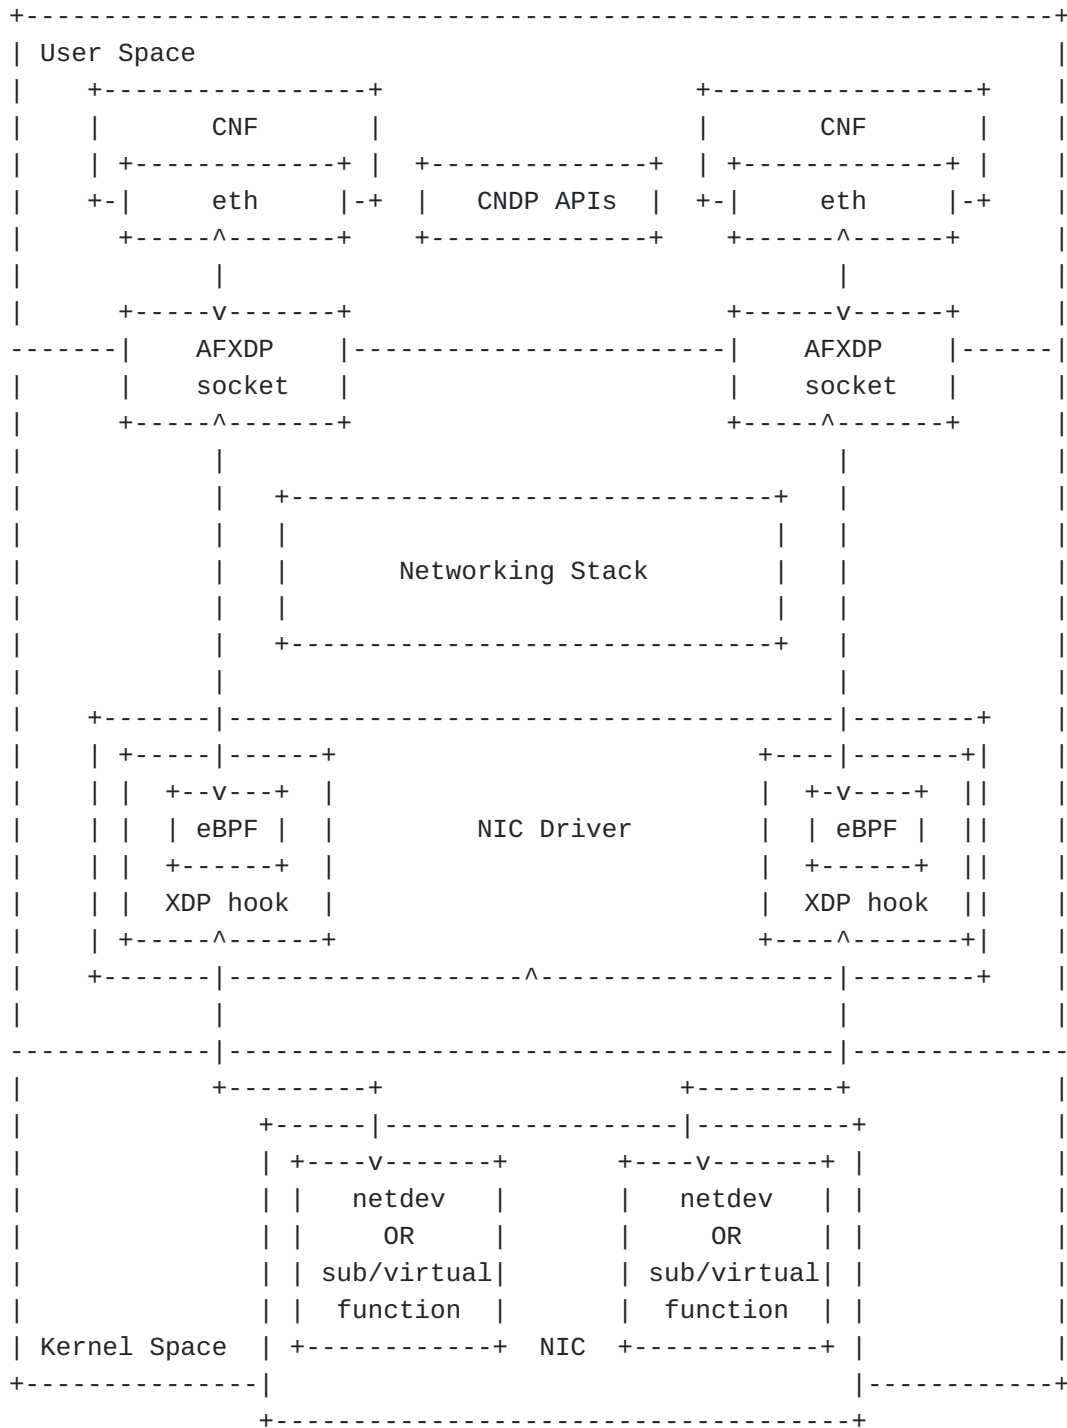 User Space
CNF CNF
eth CNDP APIs eth
AFXDP AFXDP
socket socket
Networking Stack
eBPF NIC Driver eBPF
XDP hook XDP hook
netdev netdev
OR OR
sub/virtual sub/virtual
function function
Kernel Space NIC